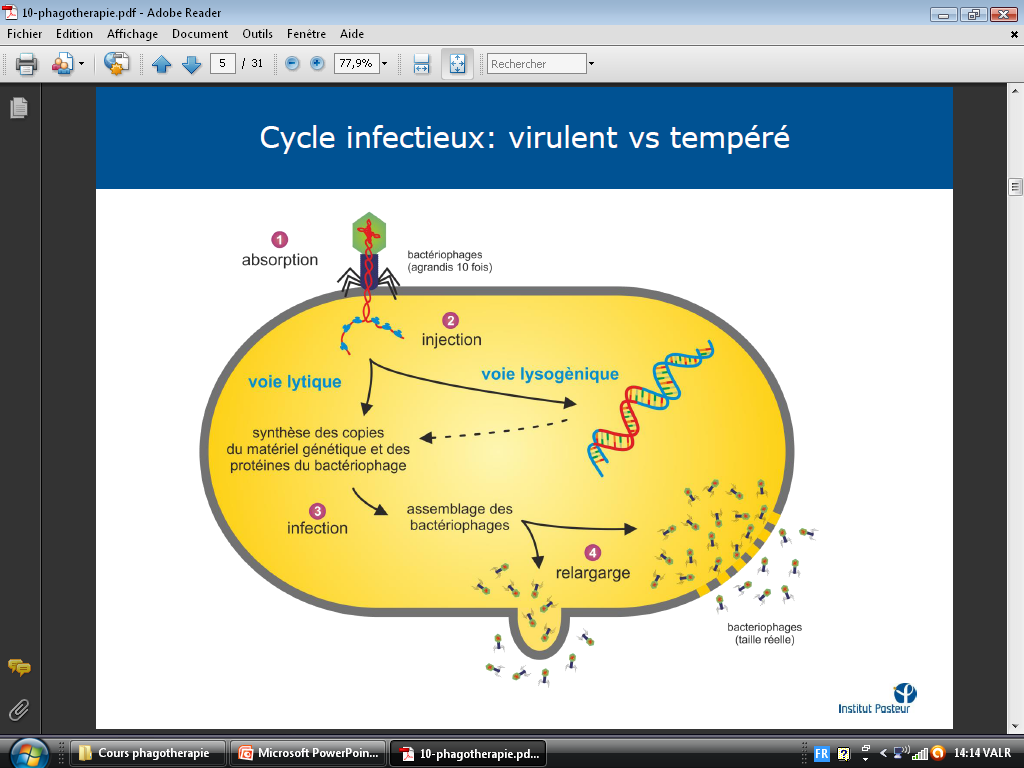 10-phagotherapie.pdf - Adobe Reader
Fichier Edition Affichage Document Outils Fenêtre Aide
5 / 31 77,9% Rechercher
Cycle infectieux: virulent vs tempéré
1
absorption
bactériophages
(agrandis 10 fois)
2
injection
voie lytique
voie lysogènique
synthèse des copies
du matériel génétique et des
protéines du bactériophage
3
infection
assemblage des
bactériophages
4
relargarge
bacteriophages
(taille réelle)
Institut Pasteur
Cours phagotherapie
Microsoft PowerPoin...
10-phagotherapie.pd...
FR
14:14 VALR